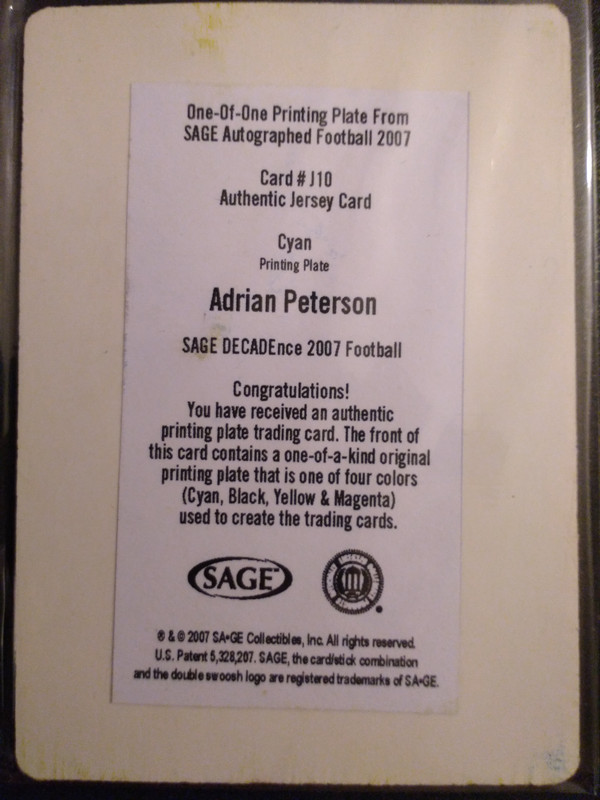 One-Of-One Printing Plate From
SAGE Autographed Football 2007
Card # J10
Authentic Jersey Card
Cyan
Printing Plate
Adrian Peterson
SAGE DECADEnce 2007 Football
Congratulations!
You have received an authentic
printing plate trading card. The front of
this card contains a one-of-a-kind original
printing plate that is one of four colors
(Cyan, Black, Yellow & Magenta)
used to create the trading cards.
SAGE™
® & © 2007 SA•GE Collectibles, Inc. All rights reserved.
U.S. Patent 5,328,207. SAGE, the card/stick combination
and the double swoosh logo are registered trademarks of SA•GE.